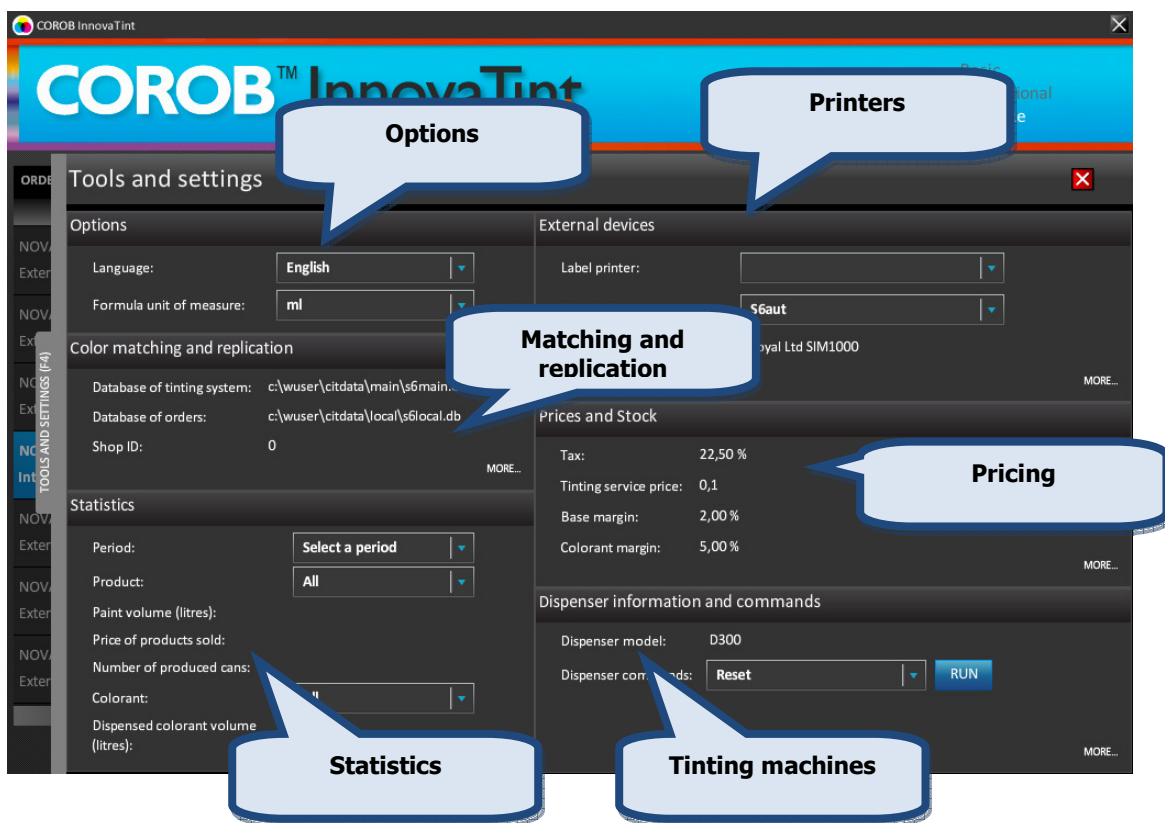 COROB InnovaTint
COROB™ InnovaTint
Basic
Printers
Options
ORDE
Tools and settings
Options
Language: English
Formula unit of measure: ml
External devices
Label printer:
S6aut
oyal Ltd SIM1000
MORE...
Matching and
replication
Color matching and replication
Database of tinting system: c:\wuser\citdata\main\s6main.
Database of orders: c:\wuser\citdata\local\s6local.db
Shop ID: 0
MORE...
TOOLS AND SETTINGS (F4)
Prices and Stock
Tax: 22,50 %
Tinting service price: 0,1
Base margin: 2,00 %
Colorant margin: 5,00 %
MORE...
Pricing
Statistics
Period: Select a period
Product: All
Paint volume (litres):
Price of products sold:
Number of produced cans:
Colorant:
Dispensed colorant volume
(litres):
Dispenser information and commands
Dispenser model: D300
Dispenser commands: Reset RUN
MORE...
Statistics
Tinting machines
NOVA
Exter
NOVA
Ext
NO
Ext
NO
Int
NOVA
Exter
NOVA
Exter
NOVA
Exter